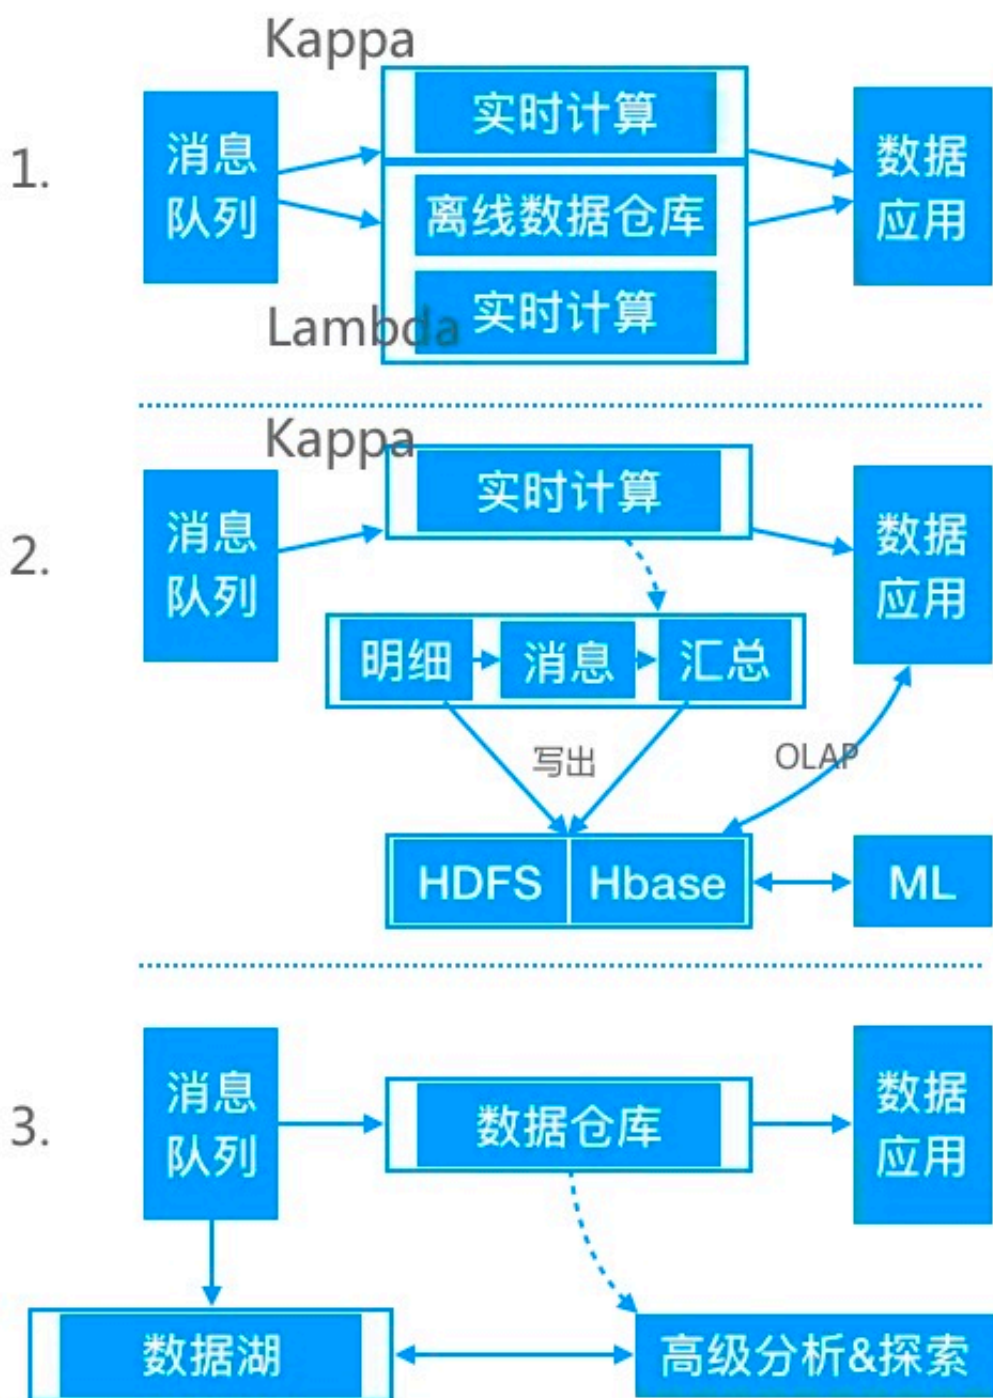 Kappa
1.
消息
队列
实时计算
离线数据仓库
实时计算
Lambda
数据
应用
Kappa
2.
消息
队列
实时计算
数据
应用
明细
消息
汇总
写出
OLAP
HDFS
Hbase
ML
3.
消息
队列
数据仓库
数据
应用
数据湖
高级分析&探索